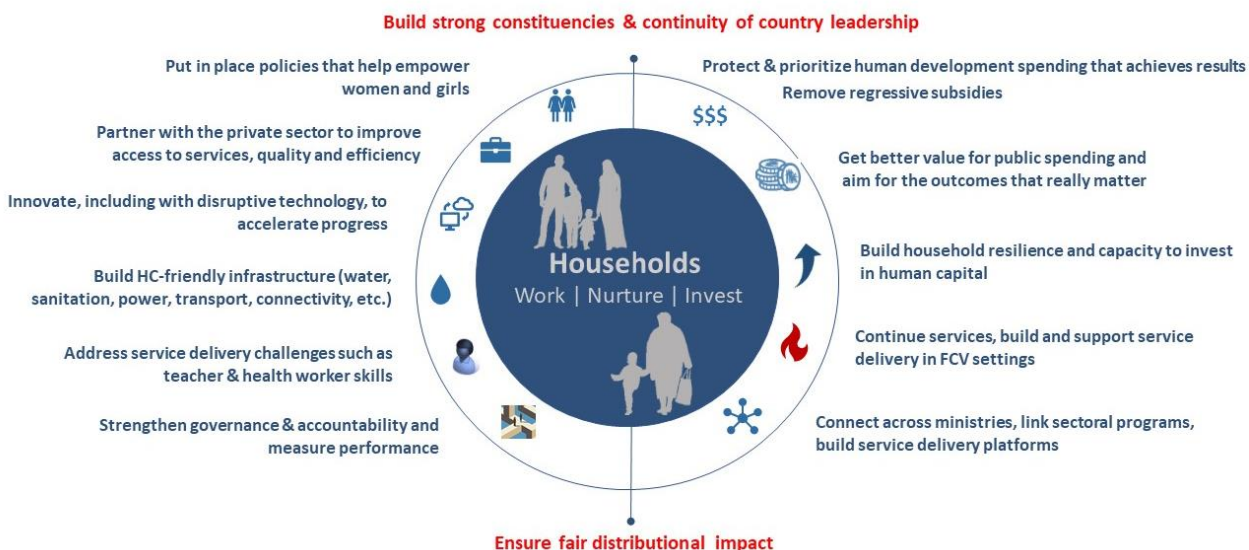 Build strong constituencies & continuity of country leadership
Put in place policies that help empower
women and girls
Partner with the private sector to improve
access to services, quality and efficiency
Innovate, including with disruptive technology, to
accelerate progress
Build HC-friendly infrastructure (water,
sanitation, power, transport, connectivity, etc.)
Address service delivery challenges such as
teacher & health worker skills
Strengthen governance & accountability and
measure performance
$$$
Households
Work | Nurture | Invest
Protect & prioritize human development spending that achieves results
Remove regressive subsidies
Get better value for public spending and
aim for the outcomes that really matter
Build household resilience and capacity to invest
in human capital
Continue services, build and support service
delivery in FCV settings
Connect across ministries, link sectoral programs,
build service delivery platforms
Ensure fair distributional impact